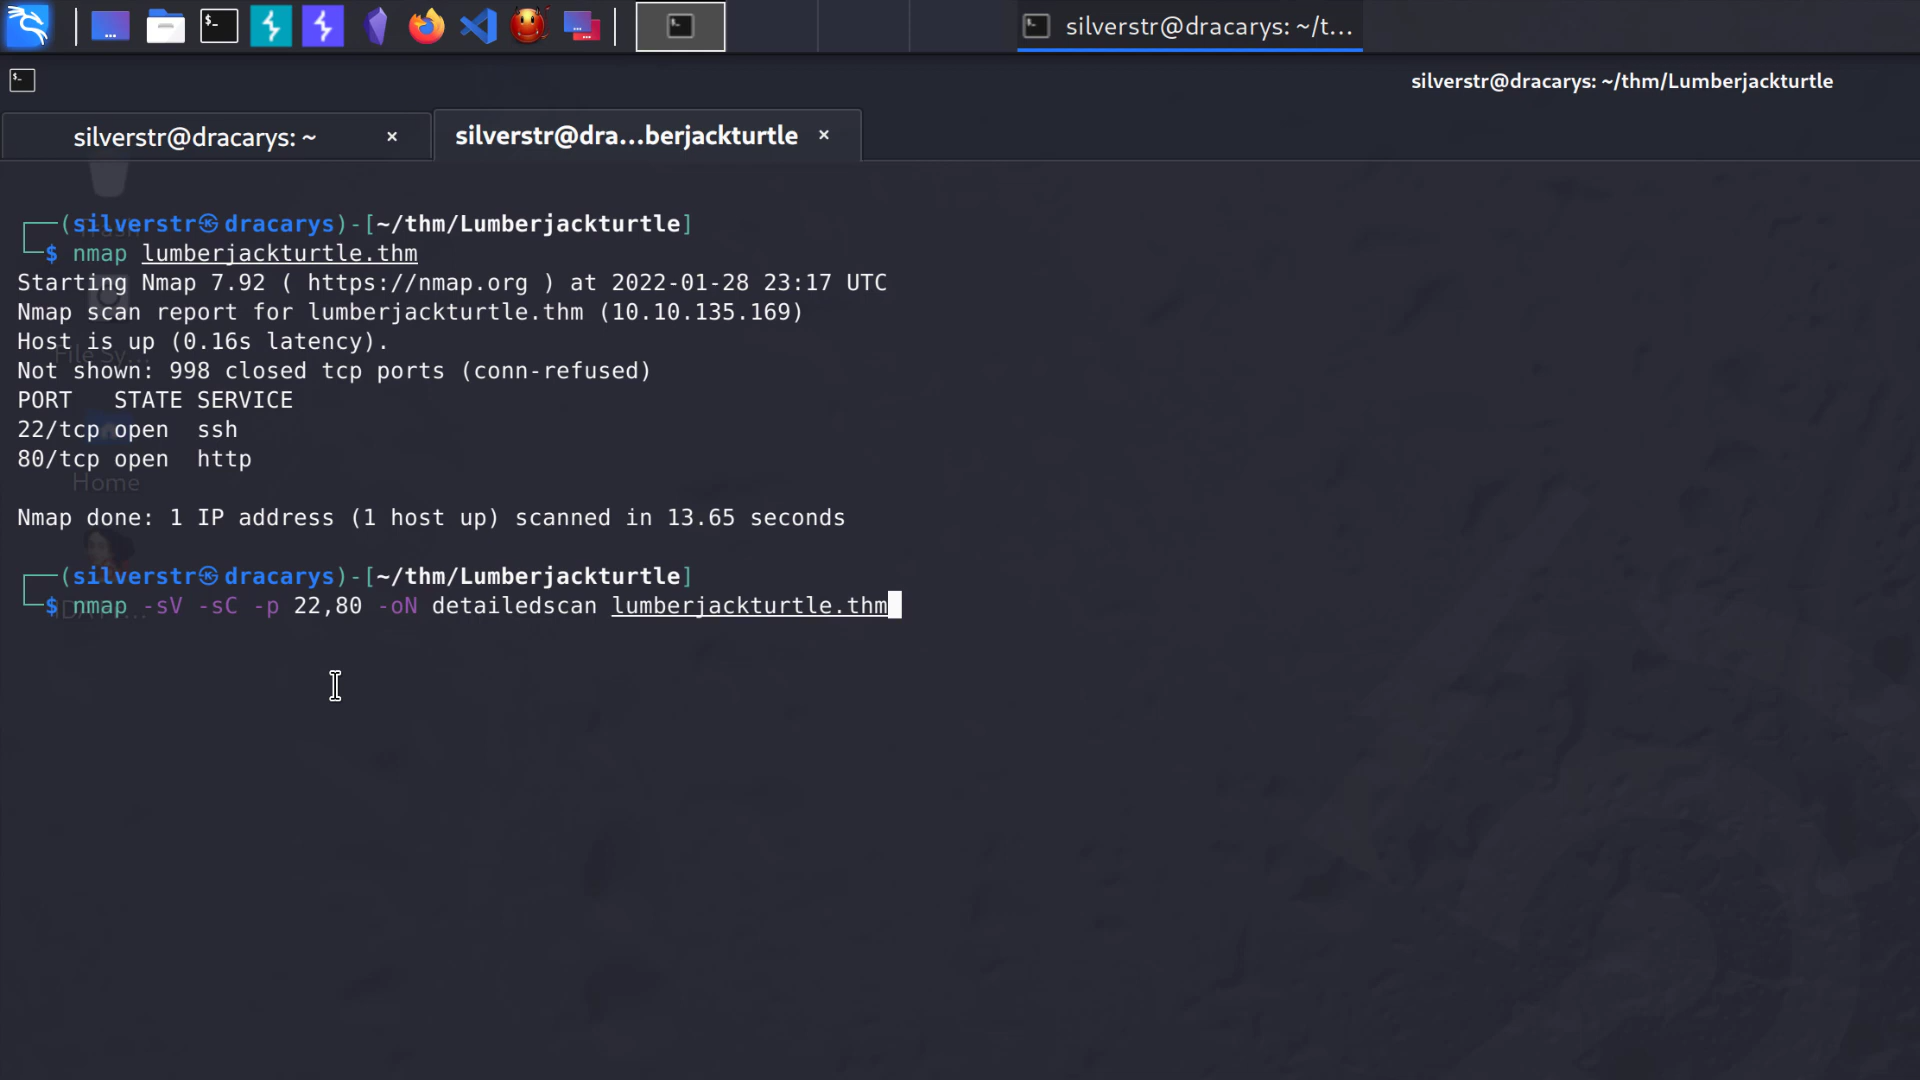 silverstr@dracarys: ~/t...
silverstr@dracarys: ~/thm/Lumberjackturtle
silverstr@dracarys: ~ ×
silverstr@dra...berjackturtle ×
┌──(silverstr㉿dracarys)-[~/thm/Lumberjackturtle]
└─$ nmap lumberjackturtle.thm
Starting Nmap 7.92 ( https://nmap.org ) at 2022-01-28 23:17 UTC
Nmap scan report for lumberjackturtle.thm (10.10.135.169)
Host is up (0.16s latency).
File Sy...
Not shown: 998 closed tcp ports (conn-refused)
PORT   STATE SERVICE
22/tcp open  ssh
80/tcp open  http
Home
Nmap done: 1 IP address (1 host up) scanned in 13.65 seconds
┌──(silverstr㉿dracarys)-[~/thm/Lumberjackturtle]
└─$ nmap -sV -sC -p 22,80 -oN detailedscan lumberjackturtle.thm